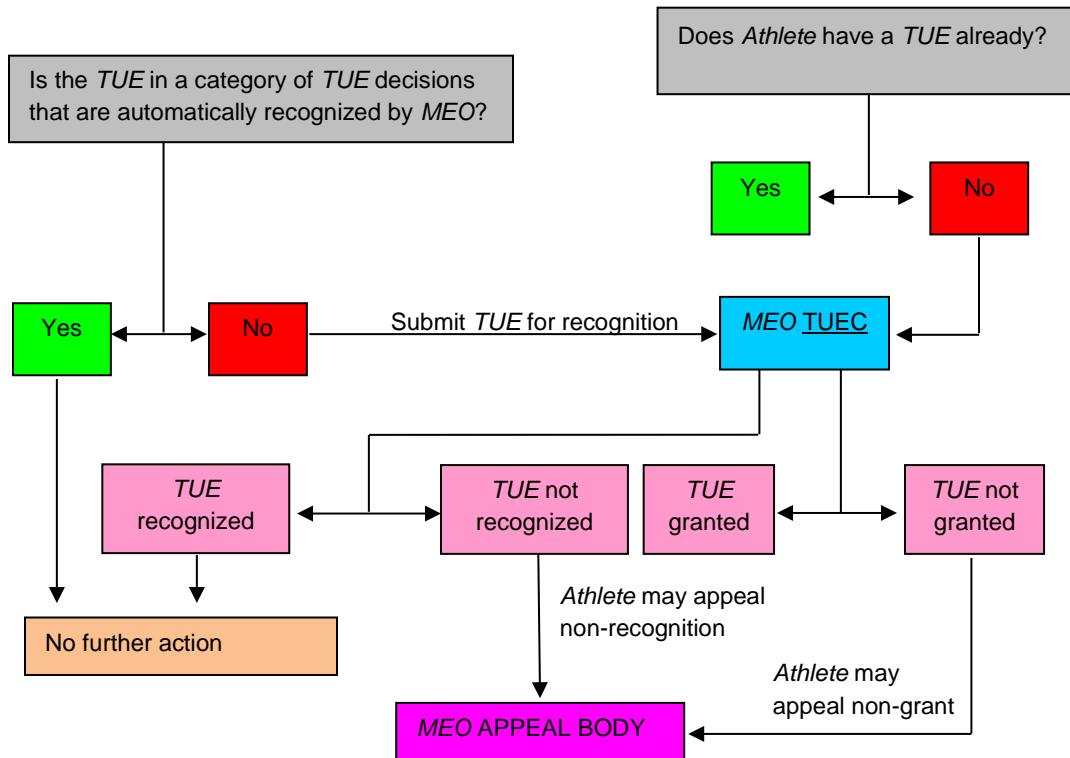 Does Athlete have a TUE already?
Is the TUE in a category of TUE decisions
that are automatically recognized by MEO?
Yes
No
Yes
No
Submit TUE for recognition
MEO TUEC
TUE
recognized
TUE not
recognized
TUE
granted
TUE not
granted
Athlete may appeal
non-recognition
No further action
Athlete may
appeal non-grant
MEO APPEAL BODY